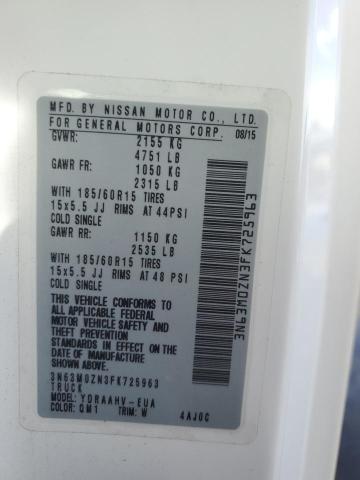 MFD. BY NISSAN MOTOR CO., LTD.
FOR GENERAL MOTORS CORP. 08/15
GVWR: 2155 KG
4751 LB
GAWR FR: 1050 KG
2315 LB
WITH 185/60R15 TIRES
15x5.5 JJ RIMS AT 44PSI
COLD SINGLE
GAWR RR: 1150 KG
2535 LB
WITH 185/60R15 TIRES
15x5.5 JJ RIMS AT 48 PSI
COLD SINGLE
THIS VEHICLE CONFORMS TO
ALL APPLICABLE FEDERAL
MOTOR VEHICLE SAFETY AND
THEFT PREVENTION STANDARDS
IN EFFECT ON THE DATE OF
MANUFACTURE SHOWN ABOVE.
3N63M0ZN3FK725963
TRUCK
MODEL: YDRAAHV-EUA
COLOR: QM1 TRIM: W 4AJ0C
3N63M0ZN3FK725963